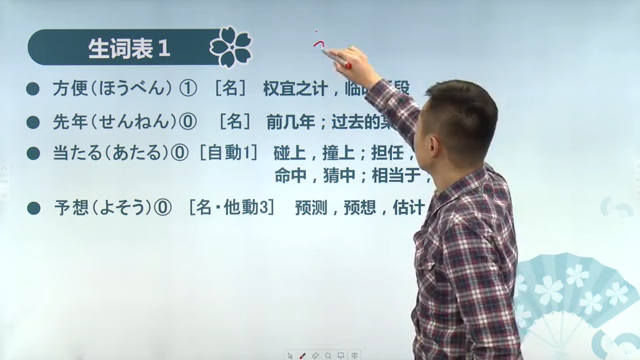 生词表1
方便(ほうべん)① [名] 权宜之计,临时手段
先年(せんねん)⓪ [名] 前几年;过去的某
当たる(あたる)⓪ [自動1] 碰上,撞上;担任,
命中,猜中;相当于,
予想(よそう)⓪ [名・他動3] 预测,预想,估计